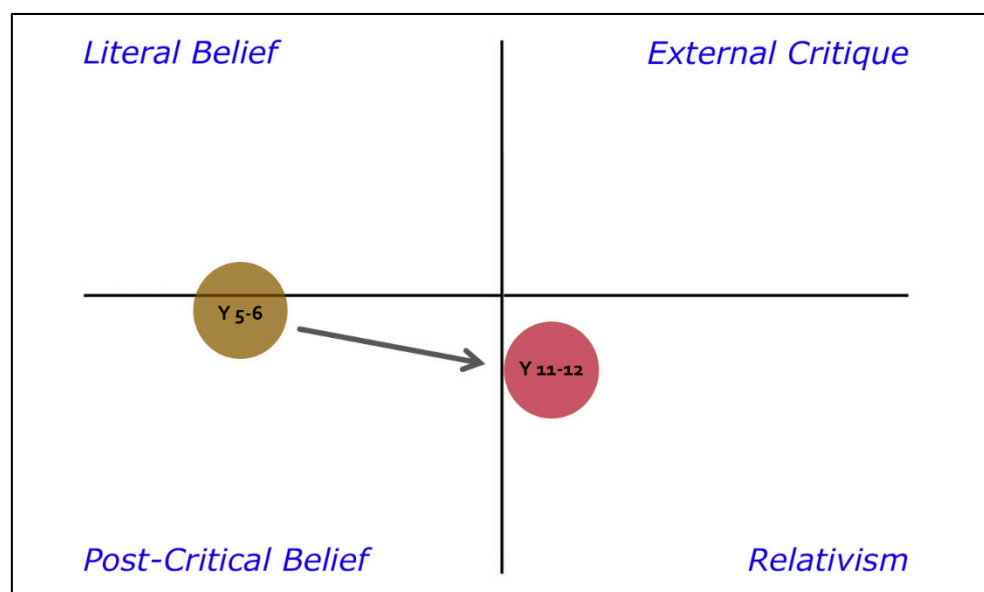 Literal Belief
External Critique
Y 5-6
Y 11-12
Post-Critical Belief
Relativism